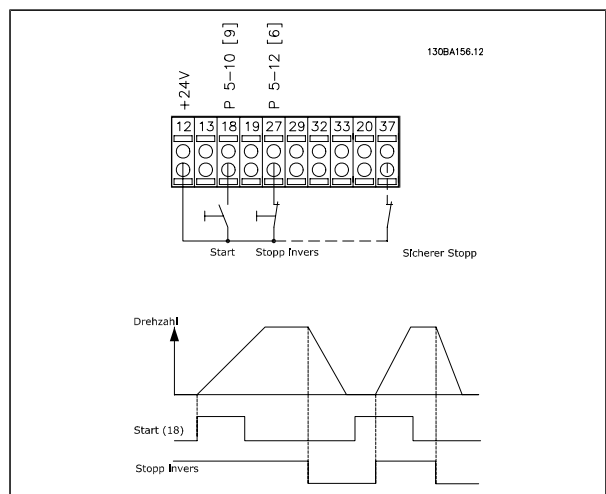 130BA156.12
+24V
P 5-10 [9]
P 5-12 [6]
12 13 18 19 27 29 32 33 20 37
Start Stopp Invers Sicherer Stopp
Drehzahl
Start (18)
Stopp Invers